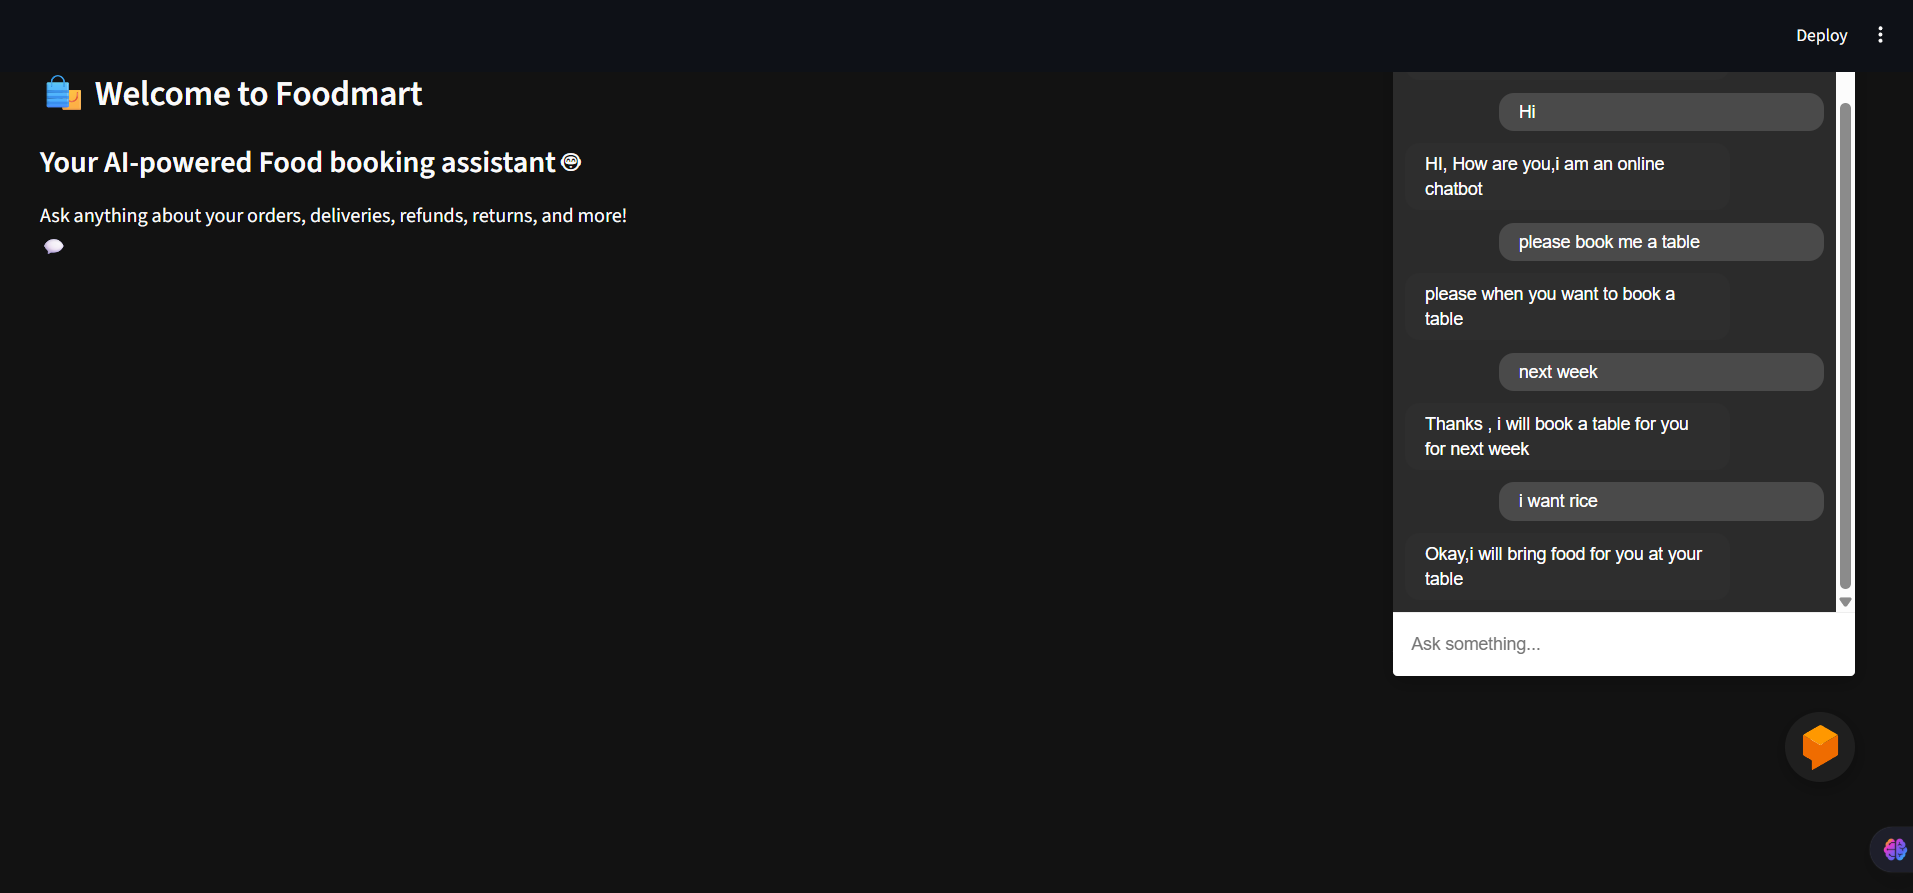 Deploy
Welcome to Foodmart
Your AI-powered Food booking assistant
Ask anything about your orders, deliveries, refunds, returns, and more!
Hi
HI, How are you,i am an online
chatbot
please book me a table
please when you want to book a
table
next week
Thanks , i will book a table for you
for next week
i want rice
Okay,i will bring food for you at your
table
Ask something...